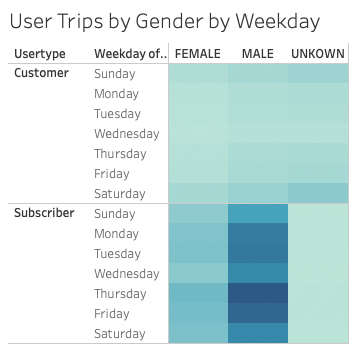 User Trips by Gender by Weekday
Usertype Weekday of.. FEMALE MALE UNKOWN
Customer Sunday
Monday
Tuesday
Wednesday
Thursday
Friday
Saturday
Subscriber Sunday
Monday
Tuesday
Wednesday
Thursday
Friday
Saturday